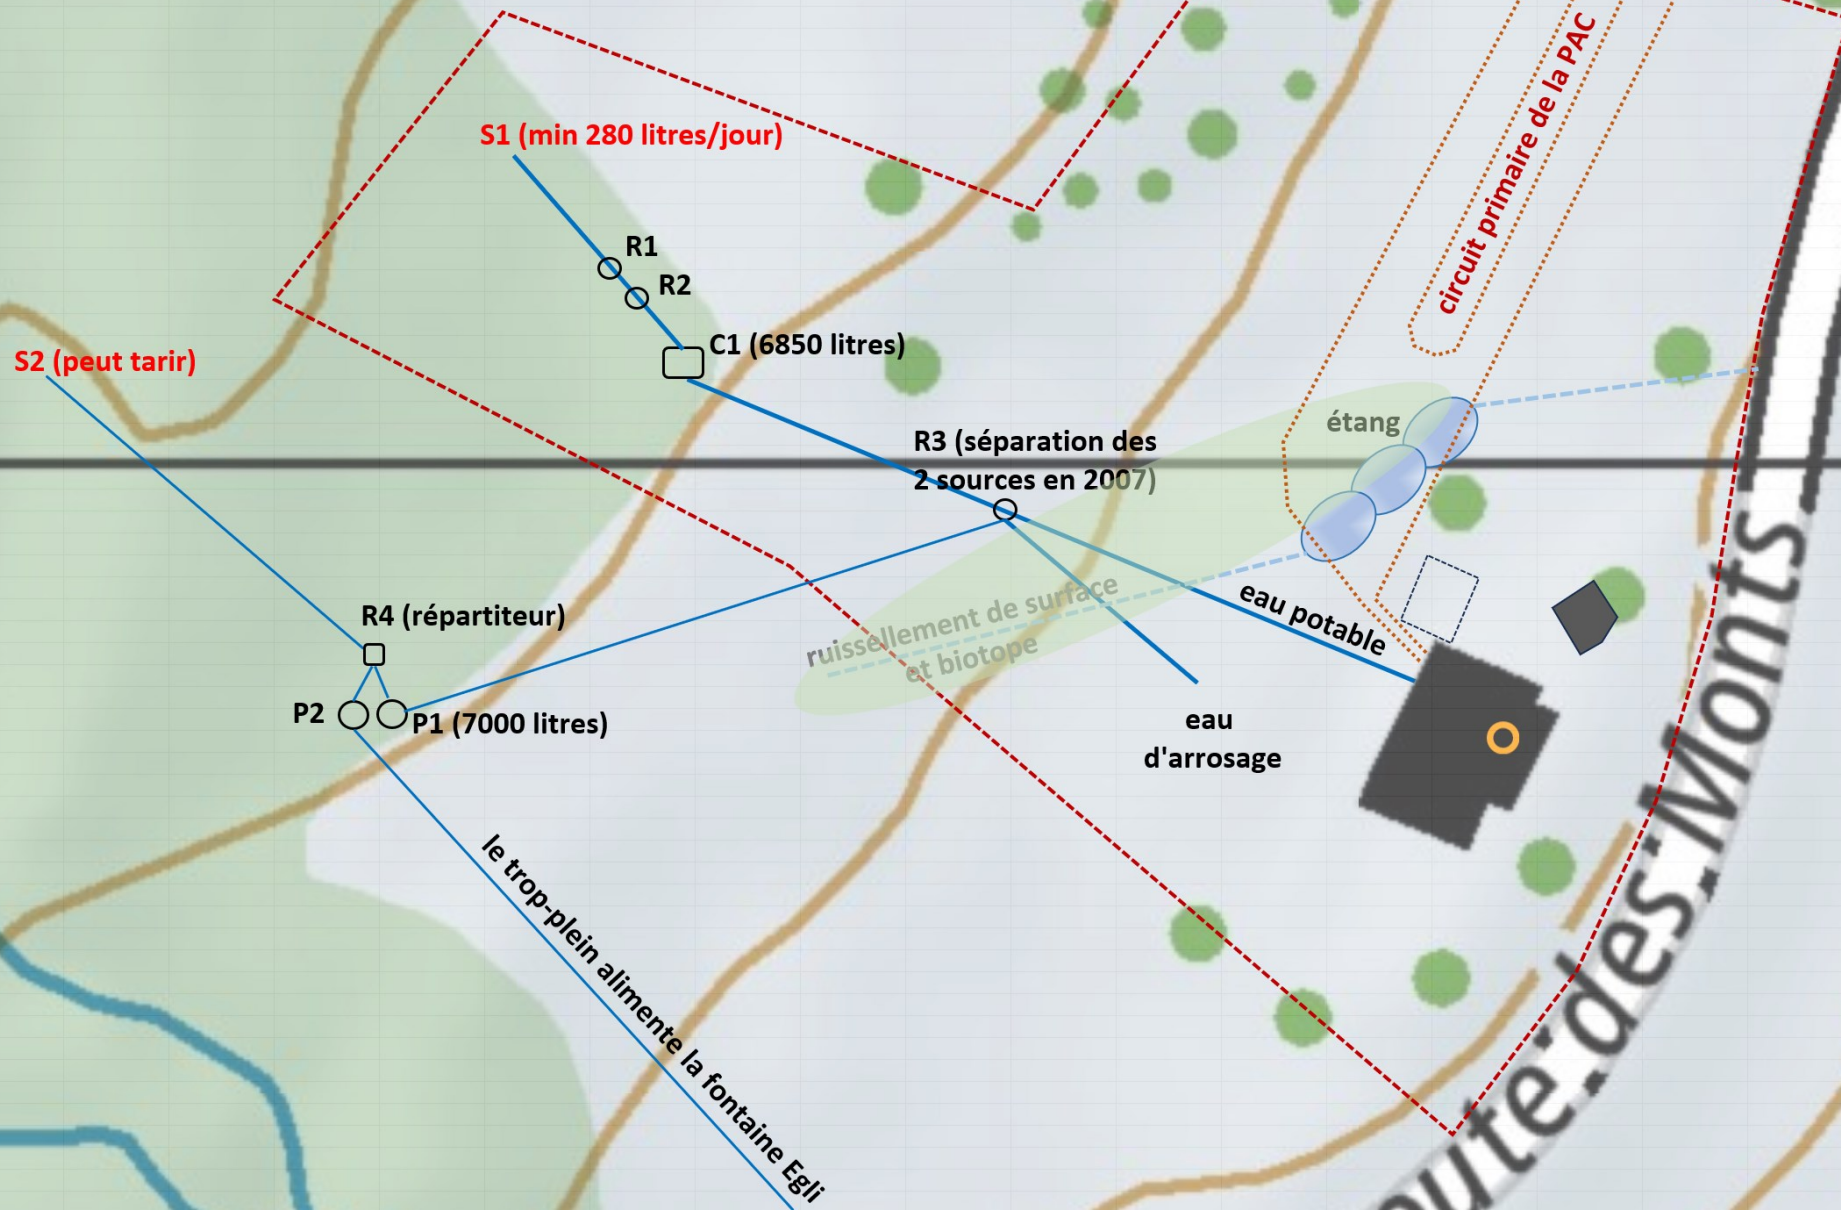 circuit primaire de la PAC
S1 (min 280 litres/jour)
R1
R2
C1 (6850 litres)
S2 (peut tarir)
étang
R3 (séparation des
2 sources en 2007)
R4 (répartiteur)
ruissellement de surface
et biotope
eau potable
P2
P1 (7000 litres)
eau
d'arrosage
le trop-plein alimente la fontaine Egli
oute des Monts